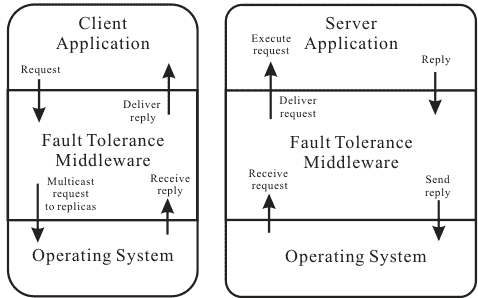 Client
Application
Request
Deliver
reply
Fault Tolerance
Middleware
Multicast
request
to replicas
Receive
reply
Operating System
Server
Application
Execute
request
Reply
Deliver
request
Fault Tolerance
Middleware
Receive
request
Send
reply
Operating System